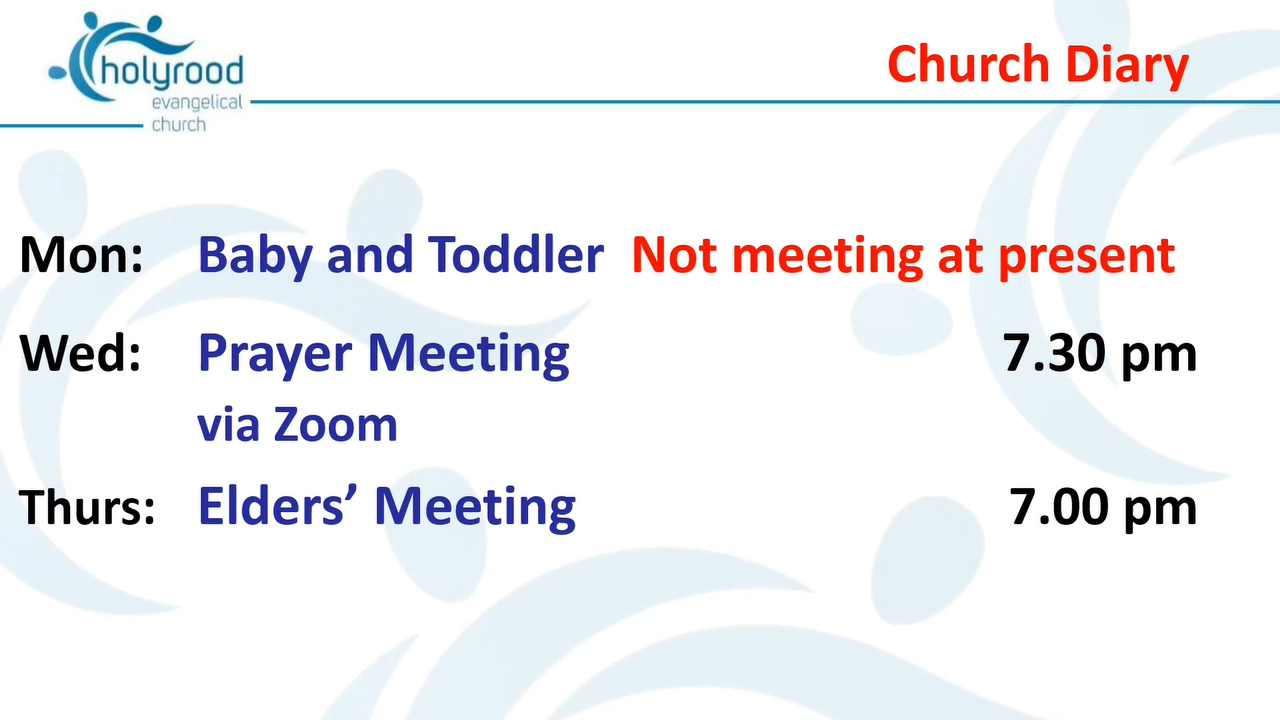 holyrood
evangelical
church
Church Diary
Mon: Baby and Toddler Not meeting at present
Wed: Prayer Meeting 7.30 pm
via Zoom
Thurs: Elders’ Meeting 7.00 pm